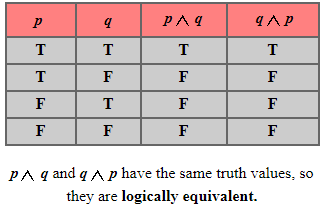 p q p ∧ q q ∧ p
T T T T
T F F F
F T F F
F F F F
p ∧ q and q ∧ p have the same truth values, so
they are logically equivalent.